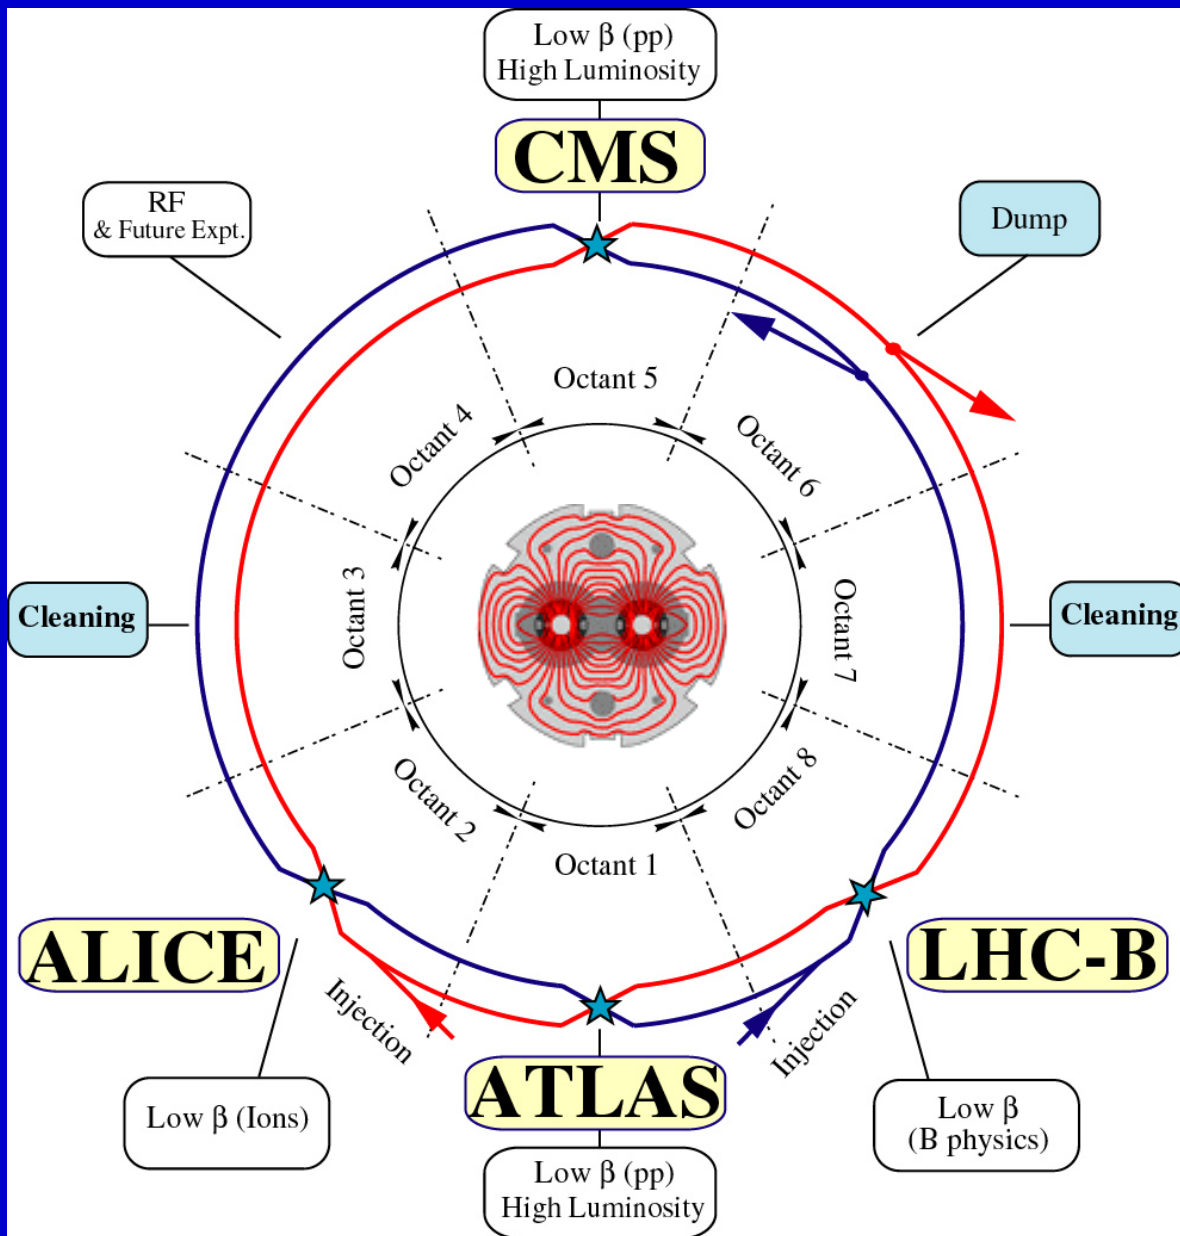 Low β (pp)
High Luminosity
CMS
RF
& Future Expt.
Dump
Octant 5
Octant 4
Octant 6
Cleaning
Octant 3
Octant 7
Cleaning
Octant 2
Octant 8
Octant 1
ALICE
LHC-B
Injection
Injection
ATLAS
Low β (Ions)
Low β
(B physics)
Low β (pp)
High Luminosity